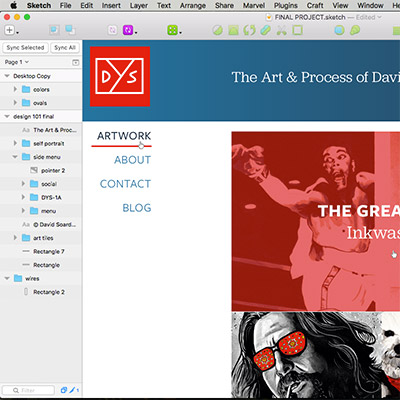 Sketch File Edit Insert Layer Text Arrange Share Marvel Plugins Craft View Window Help
FINAL PROJECT.sketch — Edited
Sync Selected Sync All
Page 1
Desktop Copy
colors
ovals
design 101 final
The Art & Proc...
self portrait
side menu
pointer 2
social
DYS-1A
menu
© David Soard...
art tiles
Rectangle 7
Rectangle
wires
Rectangle 2
Filter
DYS
The Art & Process of Davi
ARTWORK
ABOUT
CONTACT
BLOG
THE GREA
Inkwas